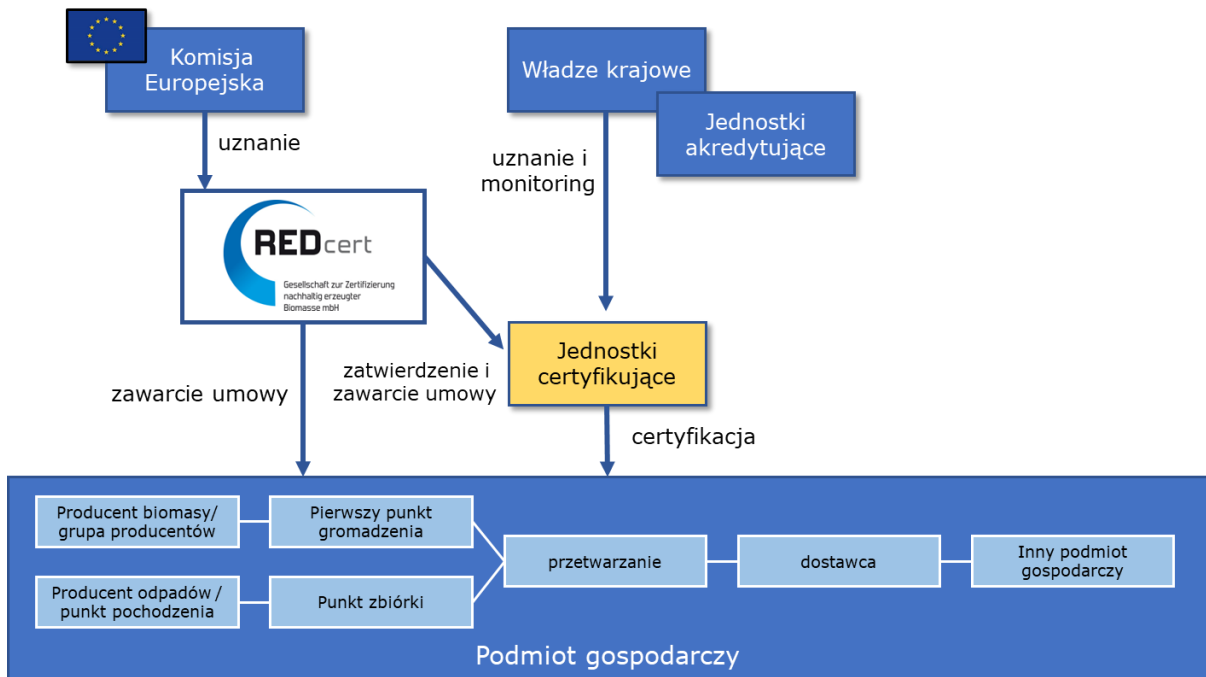 Komisja
Europejska
Władze krajowe
Jednostki
akredytujące
uznanie
uznanie i
monitoring
REDcert
Gesellschaft zur Zertifizierung
nachhaltig erzeugter
Biomasse mbH
Jednostki
certyfikujące
zatwierdzenie i
zawarcie umowy
zawarcie umowy
certyfikacja
Producent biomasy/
grupa producentów
Pierwszy punkt
gromadzenia
Producent odpadów /
punkt pochodzenia
Punkt zbiórki
przetwarzanie
dostawca
Inny podmiot
gospodarczy
Podmiot gospodarczy